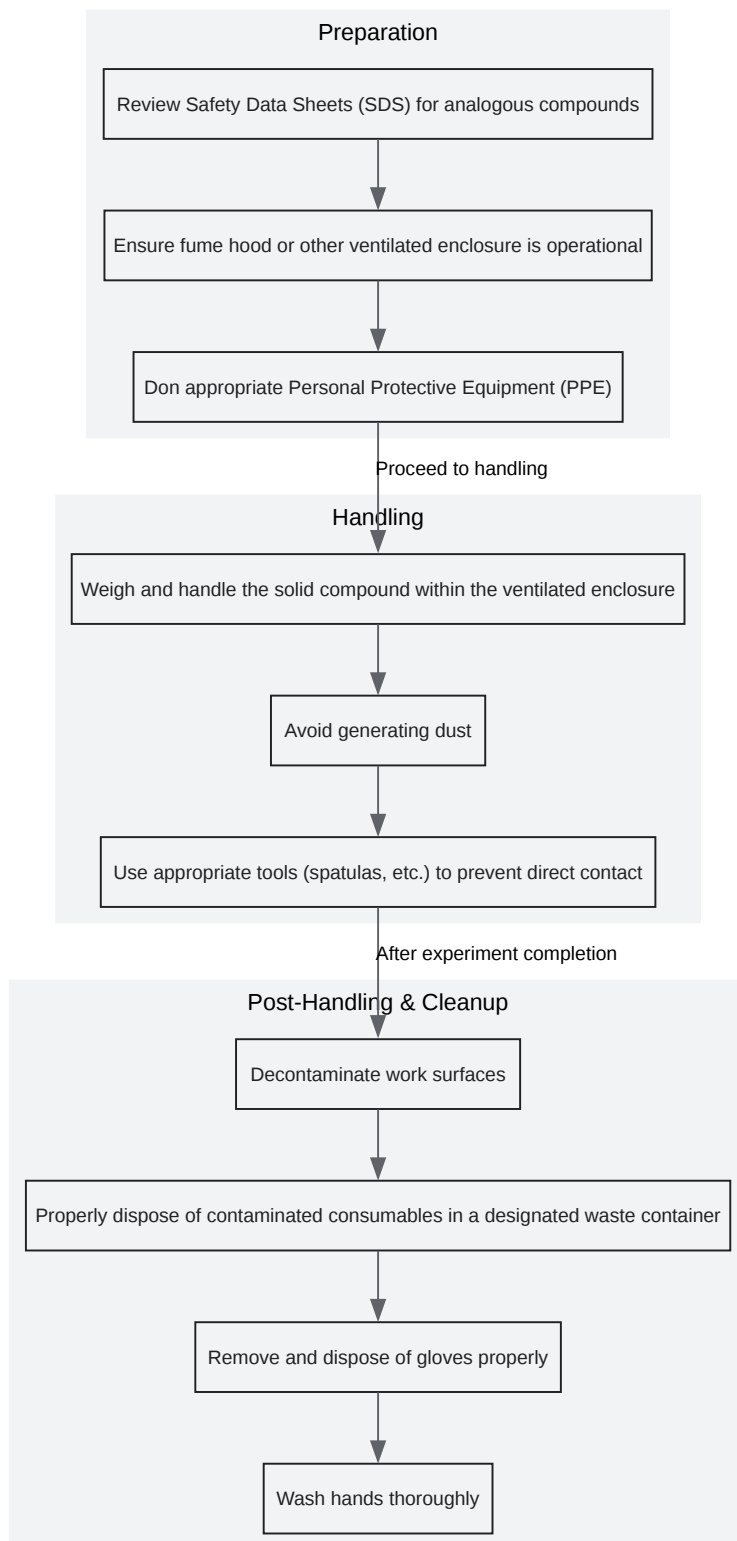 Preparation
Review Safety Data Sheets (SDS) for analogous compounds
Ensure fume hood or other ventilated enclosure is operational
Don appropriate Personal Protective Equipment (PPE)
Proceed to handling
Handling
Weigh and handle the solid compound within the ventilated enclosure
Avoid generating dust
Use appropriate tools (spatulas, etc.) to prevent direct contact
After experiment completion
Post-Handling & Cleanup
Decontaminate work surfaces
Properly dispose of contaminated consumables in a designated waste container
Remove and dispose of gloves properly
Wash hands thoroughly